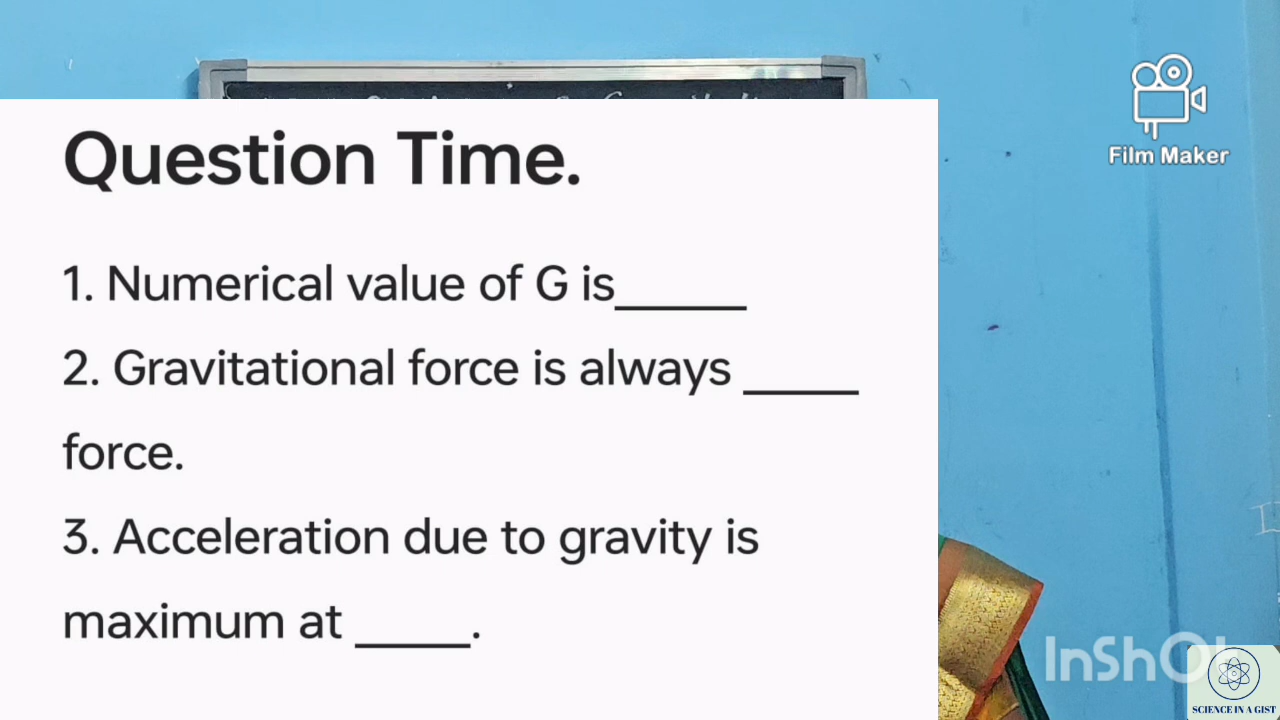 Film Maker
Question Time.
1. Numerical value of G is_____
2. Gravitational force is always _____
force.
3. Acceleration due to gravity is
maximum at _____.
InShOt
SCIENCE IN A GIST